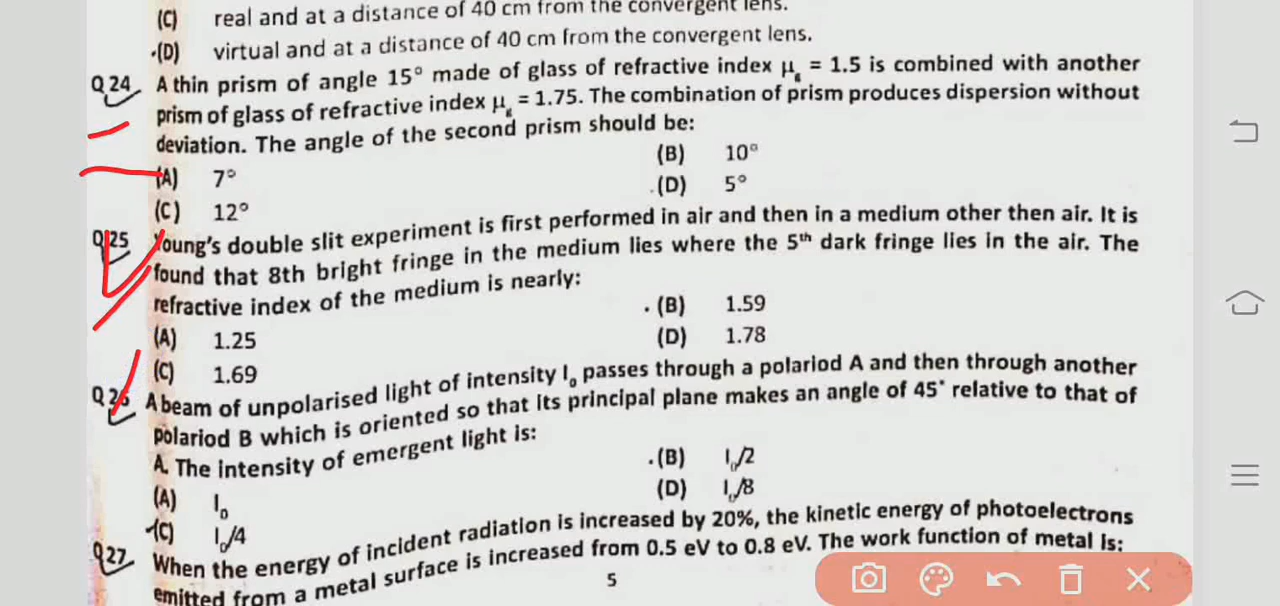 (C) real and at a distance of 40 cm from the convergent lens.
(D) virtual and at a distance of 40 cm from the convergent lens.
Q24 A thin prism of angle 15° made of glass of refractive index μg = 1.5 is combined with another
prism of glass of refractive index μg = 1.75. The combination of prism produces dispersion without
deviation. The angle of the second prism should be:
(A) 7° (B) 10°
(C) 12° (D) 5°
Q25 Young's double slit experiment is first performed in air and then in a medium other then air. It is
found that 8th bright fringe in the medium lies where the 5th dark fringe lies in the air. The
refractive index of the medium is nearly:
(A) 1.25 (B) 1.59
(C) 1.69 (D) 1.78
Q26 A beam of unpolarised light of intensity I₀ passes through a polariod A and then through another
polariod B which is oriented so that its principal plane makes an angle of 45° relative to that of
A. The intensity of emergent light is:
(A) I₀ (B) I₀/2
(C) I₀/4 (D) I₀/8
Q27 When the energy of incident radiation is increased by 20%, the kinetic energy of photoelectrons
emitted from a metal surface is increased from 0.5 eV to 0.8 eV. The work function of metal is:
5